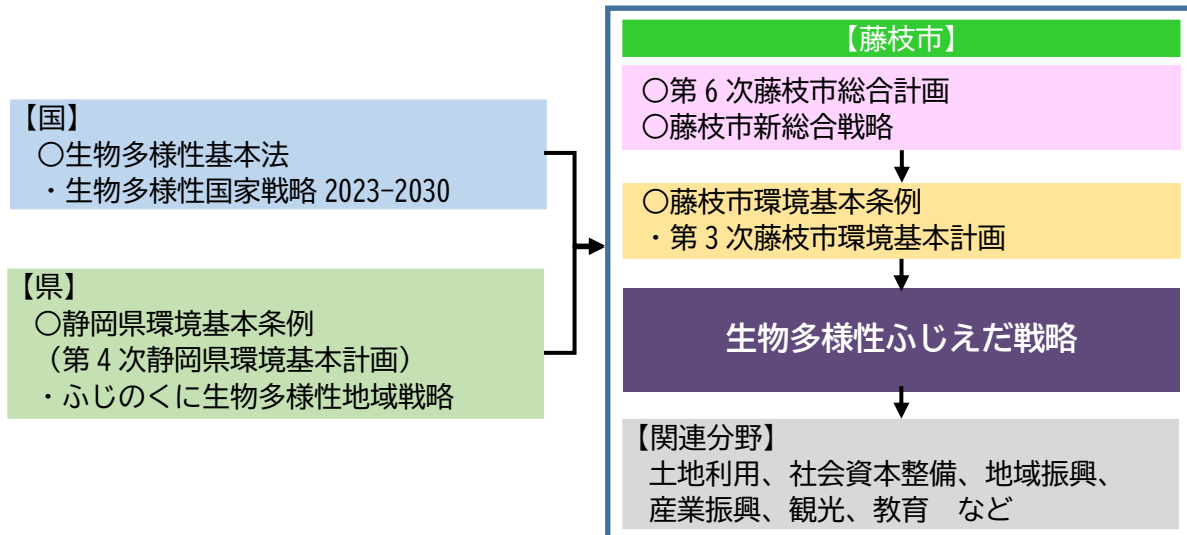 【国】
〇生物多様性基本法
・生物多様性国家戦略 2023-2030
【県】
〇静岡県環境基本条例
（第４次静岡県環境基本計画）
・ふじのくに生物多様性地域戦略
【藤枝市】
〇第６次藤枝市総合計画
〇藤枝市新総合戦略
〇藤枝市環境基本条例
・第３次藤枝市環境基本計画
生物多様性ふじえだ戦略
【関連分野】
土地利用、社会資本整備、地域振興、
産業振興、観光、教育　など